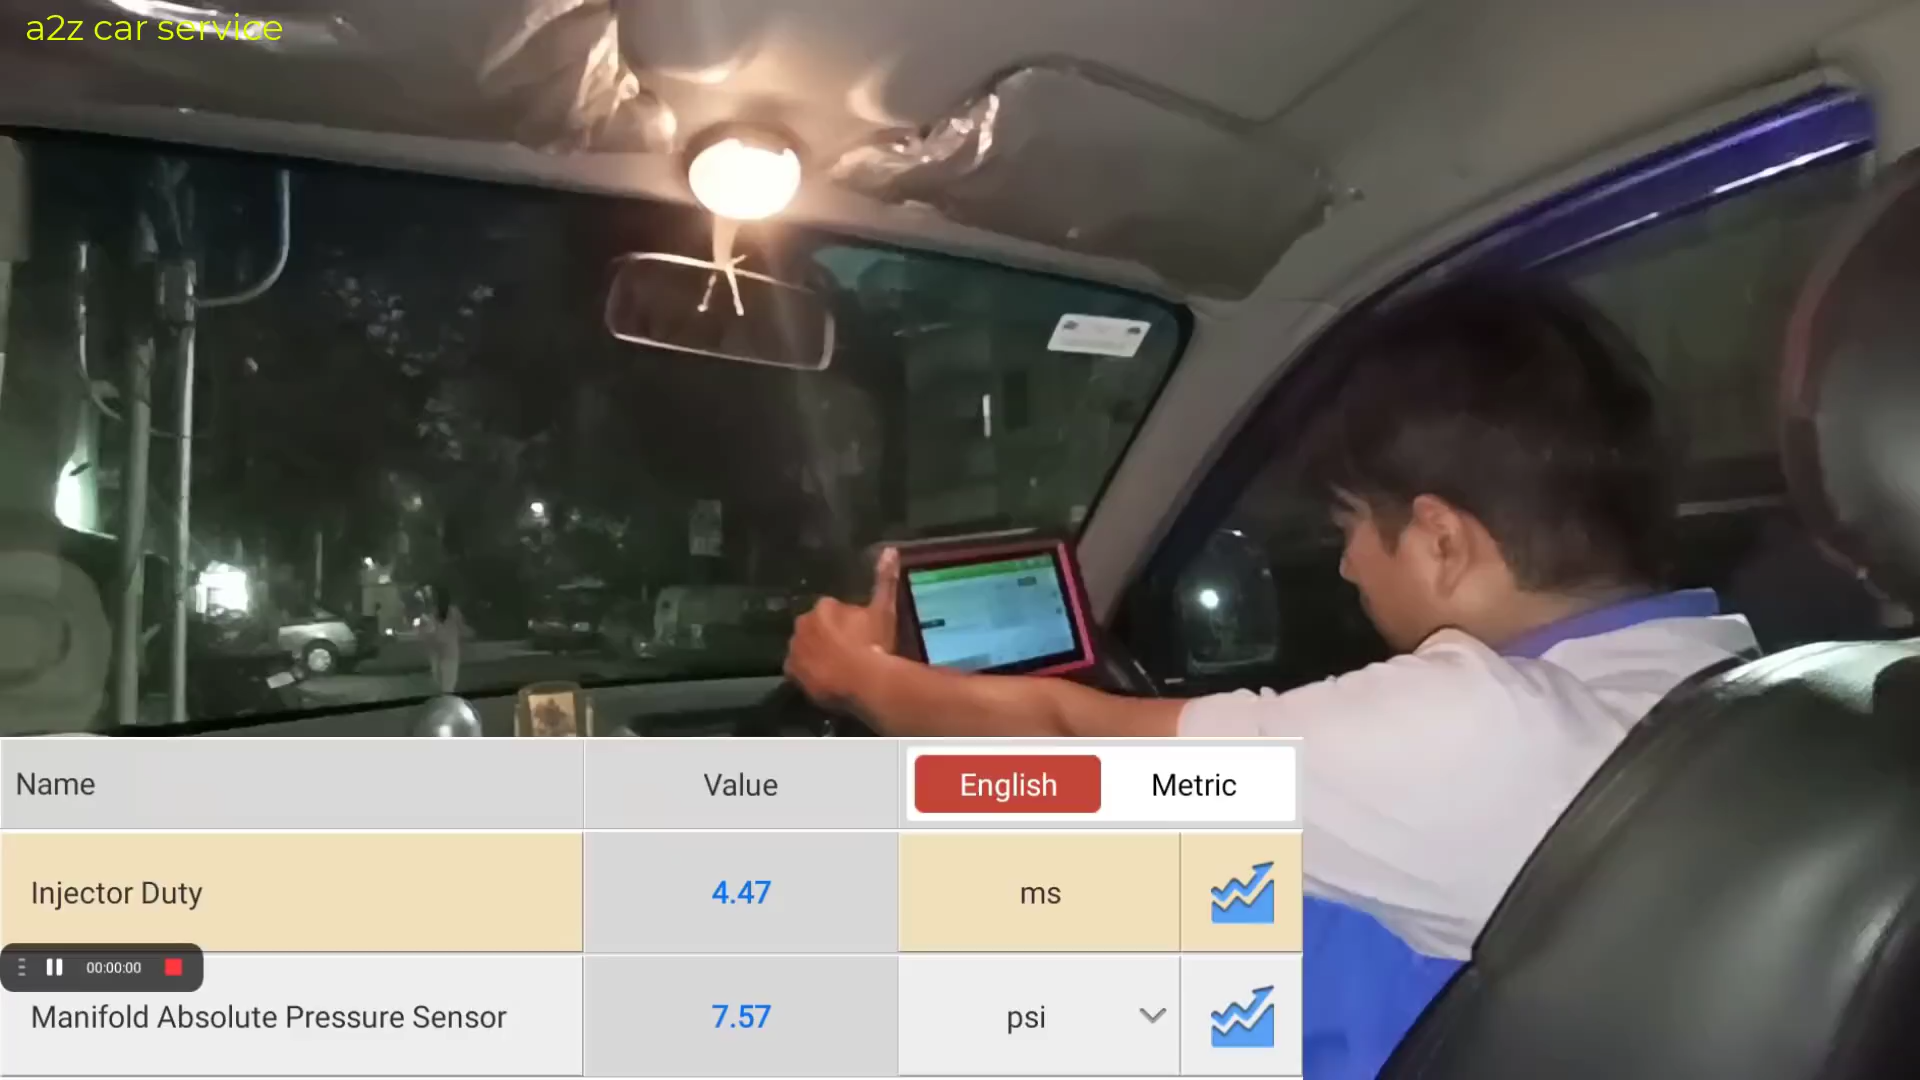 a2z car service
Name Value English Metric
Injector Duty 4.47 ms
00:00:00
Manifold Absolute Pressure Sensor 7.57 psi